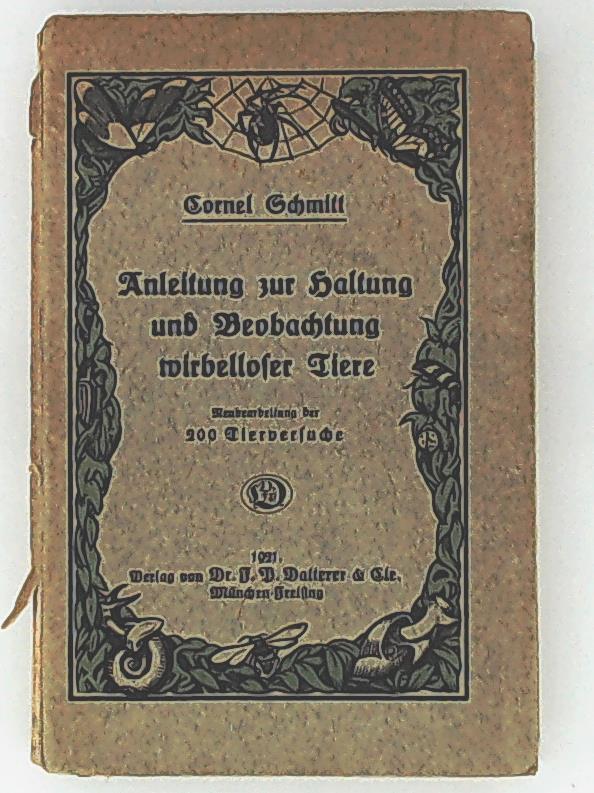 Cornel Schmitt
Anleitung zur Haltung
und Beobachtung
wirbelloser Tiere
Neubearbeitung der
200 Tierversuche
1921.
Verlag von Dr. F. P. Datterer & Cie.
München-Freising